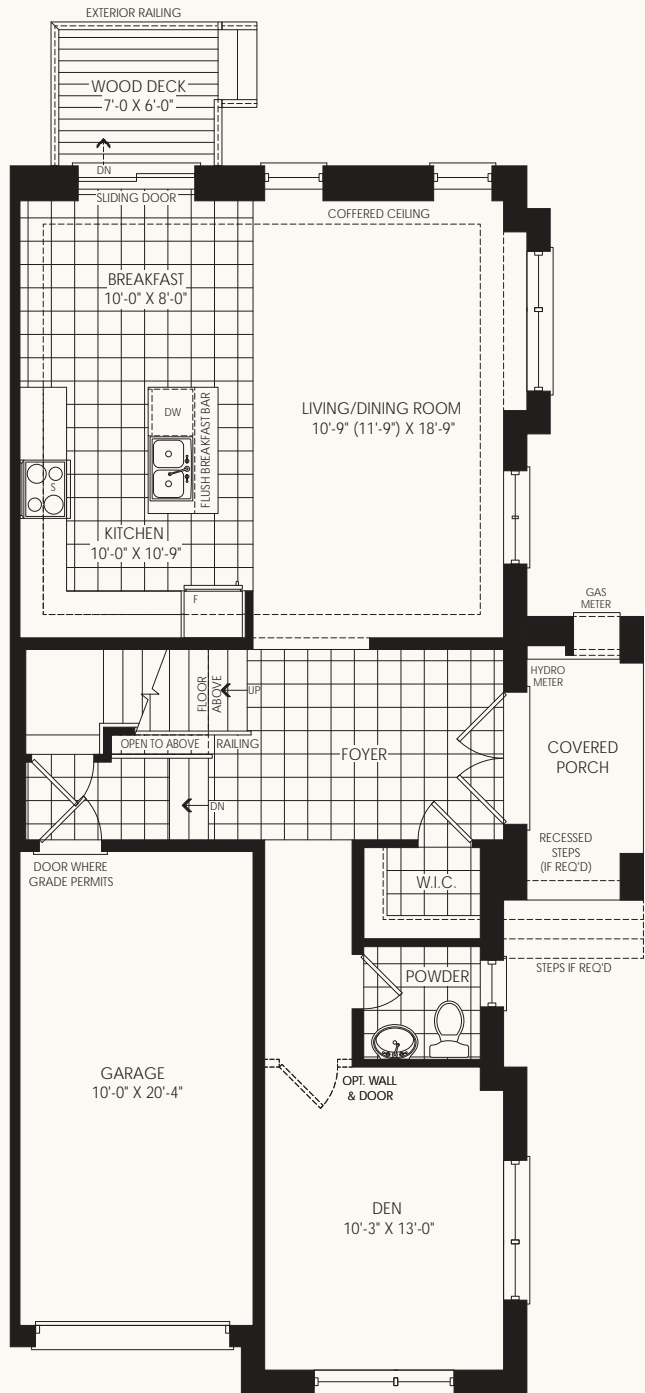 EXTERIOR RAILING
WOOD DECK
7'-0 X 6'-0"
DN
SLIDING DOOR
COFFERED CEILING
BREAKFAST
10'-0" X 8'-0"
DW
FLUSH BREAKFAST BAR
LIVING/DINING ROOM
10'-9" (11'-9") X 18'-9"
S
KITCHEN
10'-0" X 10'-9"
F
GAS
METER
HYDRO
METER
FLOOR
ABOVE
UP
OPEN TO ABOVE
RAILING
FOYER
COVERED
PORCH
DN
RECESSED
STEPS
(IF REQ'D)
DOOR WHERE
GRADE PERMITS
W.I.C.
STEPS IF REQ'D
POWDER
GARAGE
10'-0" X 20'-4"
OPT. WALL
& DOOR
DEN
10'-3" X 13'-0"